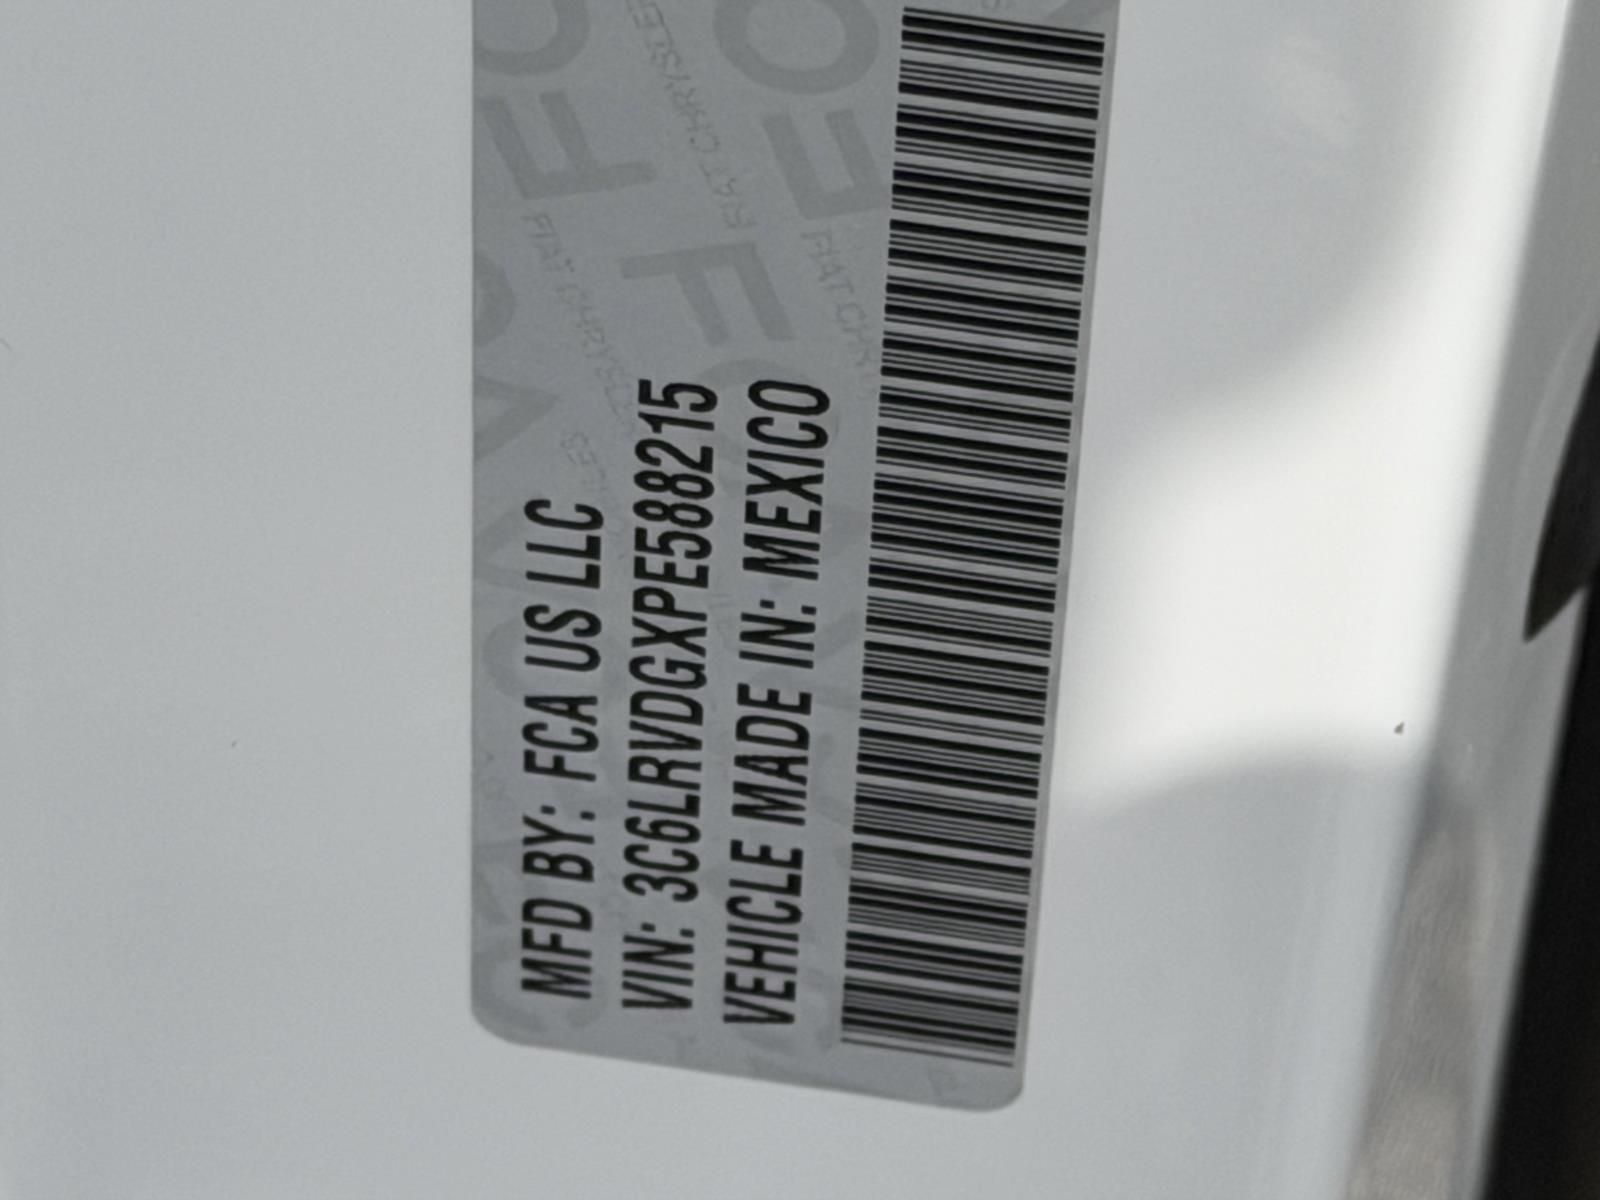 MFD BY: FCA US LLC
VIN: 3C6LRVDGXPE588215
VEHICLE MADE IN: MEXICO